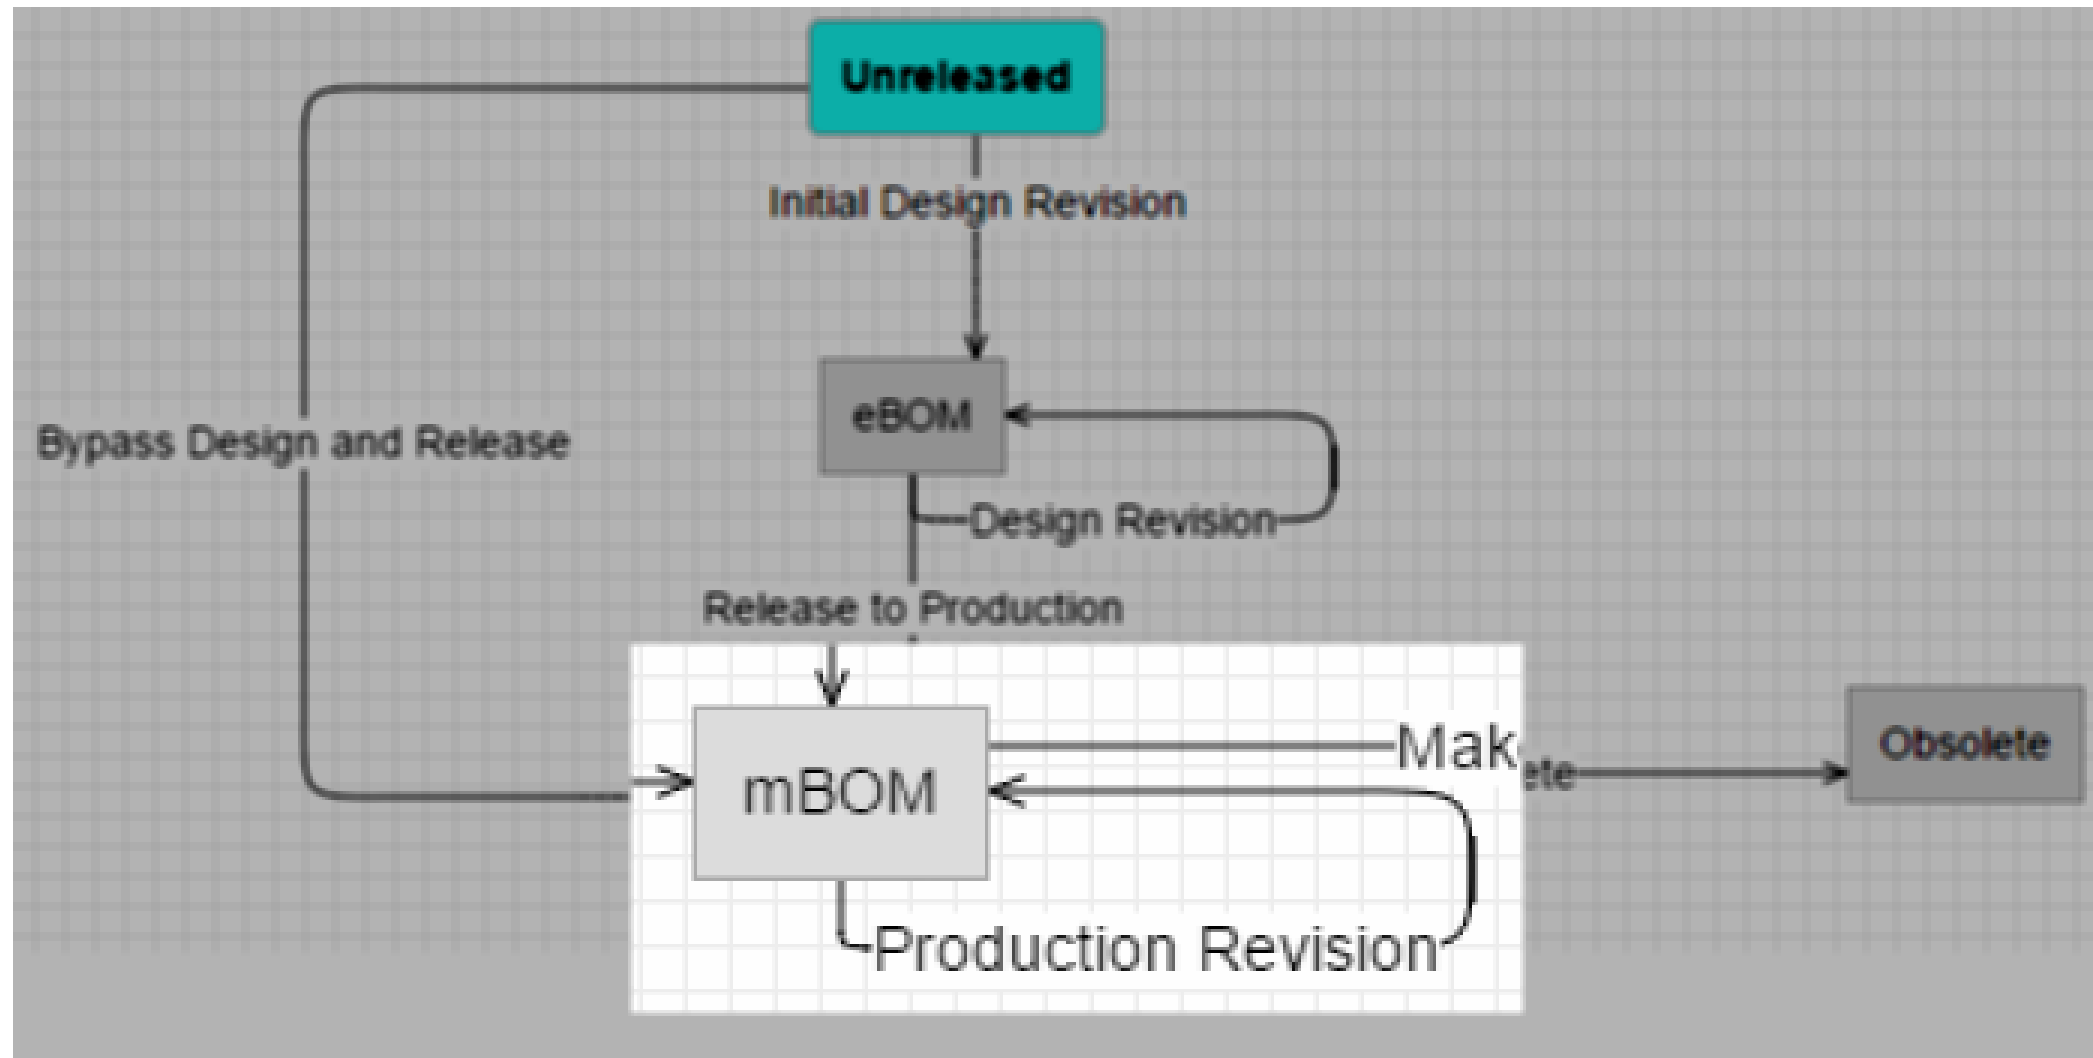 Unreleased
Initial Design Revision
eBOM
Bypass Design and Release
Design Revision
Release to Production
Mak
ete
Obsolete
mBOM
Production Revision